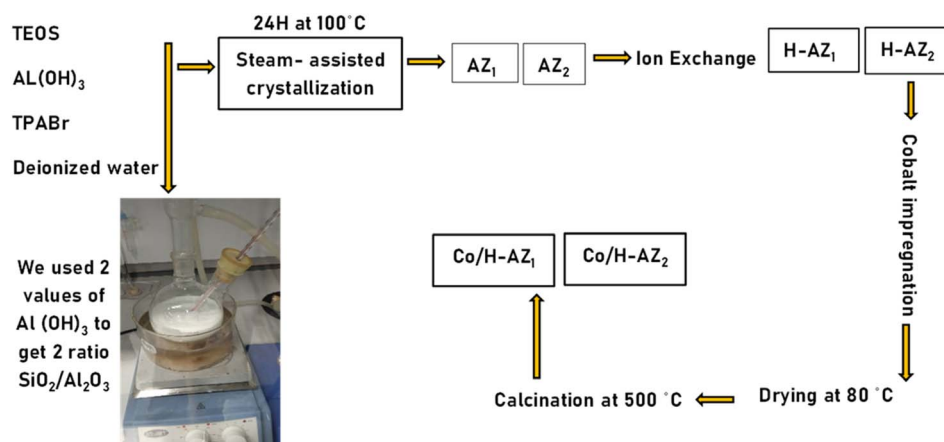 TEOS
AL(OH)₃
TPABr
Deionized water
24H at 100°C
Steam- assisted
crystallization
AZ₁
AZ₂
Ion Exchange
H-AZ₁
H-AZ₂
Cobalt impregnation
Drying at 80 °C
Calcination at 500 °C
Co/H-AZ₁
Co/H-AZ₂
We used 2
values of
Al (OH)₃ to
get 2 ratio
SiO₂/Al₂O₃